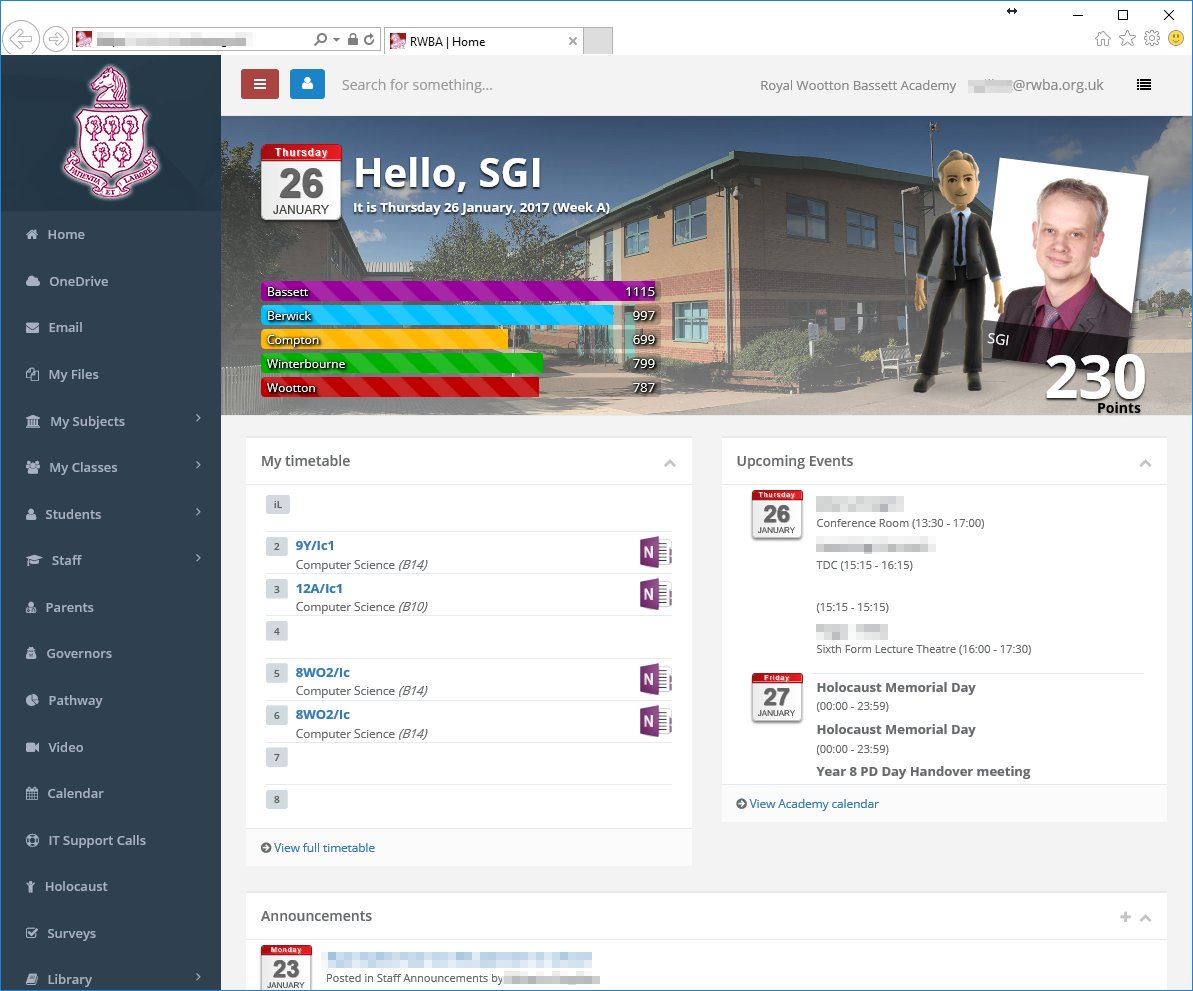 RWBA | Home
PATIENTIA ET LABORE
Search for something...
Royal Wootton Bassett Academy
@rwba.org.uk
Home
OneDrive
Email
My Files
My Subjects
My Classes
Students
Staff
Parents
Governors
Pathway
Video
Calendar
IT Support Calls
Holocaust
Surveys
Library
Thursday
26
JANUARY
Hello, SGI
It is Thursday 26 January, 2017 (Week A)
Bassett 1115
Berwick 997
Compton 699
Winterbourne 799
Wootton 787
SGI
230
Points
My timetable
iL
2 9Y/Ic1
Computer Science (B14)
N
3 12A/Ic1
Computer Science (B10)
N
4
5 8WO2/Ic
Computer Science (B14)
N
6 8WO2/Ic
Computer Science (B14)
N
7
8
View full timetable
Upcoming Events
Thursday
26
JANUARY
Conference Room (13:30 - 17:00)
TDC (15:15 - 16:15)
(15:15 - 15:15)
Sixth Form Lecture Theatre (16:00 - 17:30)
Friday
27
JANUARY
Holocaust Memorial Day
(00:00 - 23:59)
Holocaust Memorial Day
(00:00 - 23:59)
Year 8 PD Day Handover meeting
View Academy calendar
Announcements
Monday
23
JANUARY
Posted in Staff Announcements by